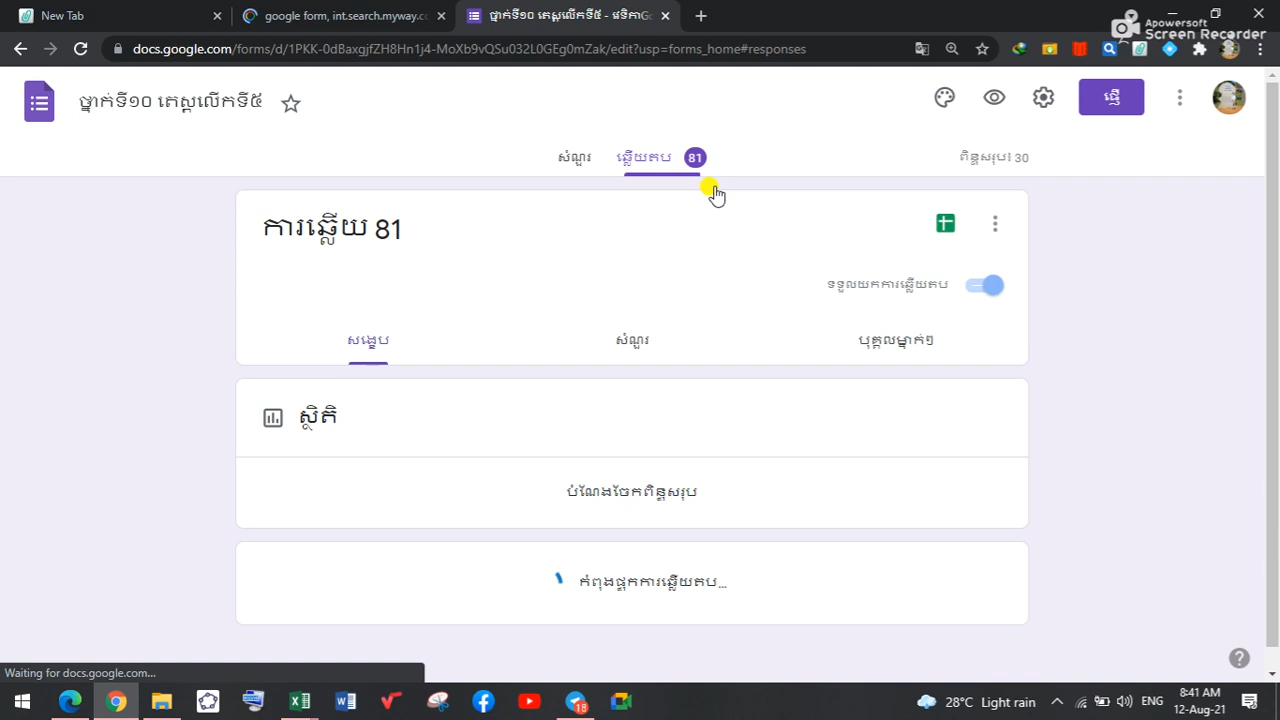 New Tab
google form, int.search.myway.c
ថ្នាក់ទី១០ តេស្តលើកទី៥ - វេទិកាGo
Apowersoft
Screen Recorder
docs.google.com/forms/d/1PKK-0dBaxgjfZH8Hn1j4-MoXb9vQSu032L0GEg0mZak/edit?usp=forms_home#responses
ថ្នាក់ទី១០ តេស្តលើកទី៥
ផ្ញើ
សំណួរ
ឆ្លើយតប 81
ពិន្ទុសរុប៖ 30
ការឆ្លើយ 81
ទទួលយកការឆ្លើយតប
សង្ខេប
សំណួរ
បុគ្គលម្នាក់ៗ
ស្ថិតិ
បំណែងចែកពិន្ទុសរុប
កំពុងផ្ទុកការឆ្លើយតប...
Waiting for docs.google.com...
18
28°C Light rain
ENG
8:41 AM
12-Aug-21